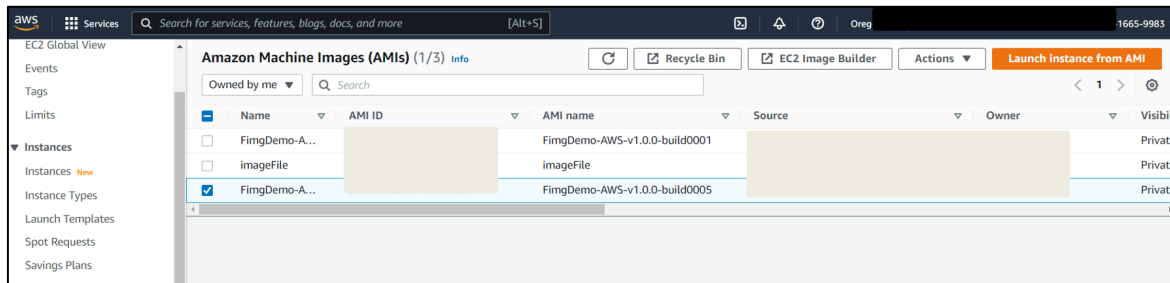 aws Services Search for services, features, blogs, docs, and more [Alt+S] Oreg 1665-9983
EC2 Global View
Events
Tags
Limits
Instances
Instances New
Instance Types
Launch Templates
Spot Requests
Savings Plans
Amazon Machine Images (AMIs) (1/3) Info Recycle Bin EC2 Image Builder Actions Launch instance from AMI
Owned by me Search 1
Name AMI ID AMI name Source Owner Visibi
FimgDemo-A... FimgDemo-AWS-v1.0.0-build0001 Privat
imageFile imageFile Privat
FimgDemo-A... FimgDemo-AWS-v1.0.0-build0005 Privat